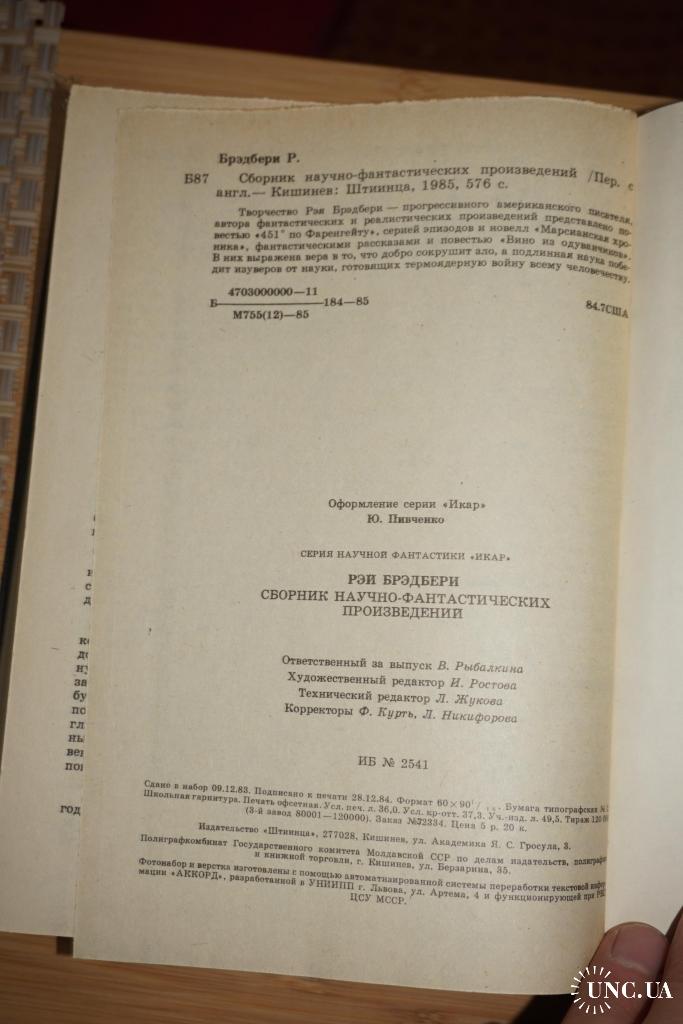 Брэдбери Р.
Б87 Сборник научно-фантастических произведений /Пер. с
англ.— Кишинев: Штиинца, 1985, 576 с.
Творчество Рэя Брэдбери — прогрессивного американского писателя,
автора фантастических и реалистических произведений представлено по-
вестью «451° по Фаренгейту», серией эпизодов и новелл «Марсианская хро-
ника», фантастическими рассказами и повестью «Вино из одуванчиков».
В них выражена вера в то, что добро сокрушит зло, а подлинная наука побе-
дит изуверов от науки, готовящих термоядерную войну всему человечеству.
4703000000—11
Б———184—85
М755(12)—85
84.7США
Оформление серии «Икар»
Ю. Пивченко
СЕРИЯ НАУЧНОЙ ФАНТАСТИКИ «ИКАР»
РЭЙ БРЭДБЕРИ
СБОРНИК НАУЧНО-ФАНТАСТИЧЕСКИХ
ПРОИЗВЕДЕНИЙ
Ответственный за выпуск В. Рыбалкина
Художественный редактор И. Ростова
Технический редактор Л. Жукова
Корректоры Ф. Курть, Л. Никифорова
ИБ № 2541
Сдано в набор 09.12.83. Подписано к печати 28.12.84. Формат 60×90¹/ Бумага типографская №
Школьная гарнитура. Печать офсетная. Усл. печ. л. 36,0. Усл. кр-отт. 37,3. Уч.-изд. л. 49,5. Тираж 120
(3-й завод 80001—120000). Заказ №32334. Цена 5 р. 20 к.
Издательство «Штиинца», 277028, Кишинев, ул. Академика Я. С. Гросула, 3.
Полиграфкомбинат Государственного комитета Молдавской ССР по делам издательств, полиграф
и книжной торговли, г. Кишинев, ул. Берзарина, 35.
Фотонабор и верстка изготовлены с помощью автоматизированной системы переработки текстовой инфор
мации «АККОРД», разработанной в УНИИПП г. Львова, ул. Артема, 4 и функционирующей при
ЦСУ МССР.
UNC.UA